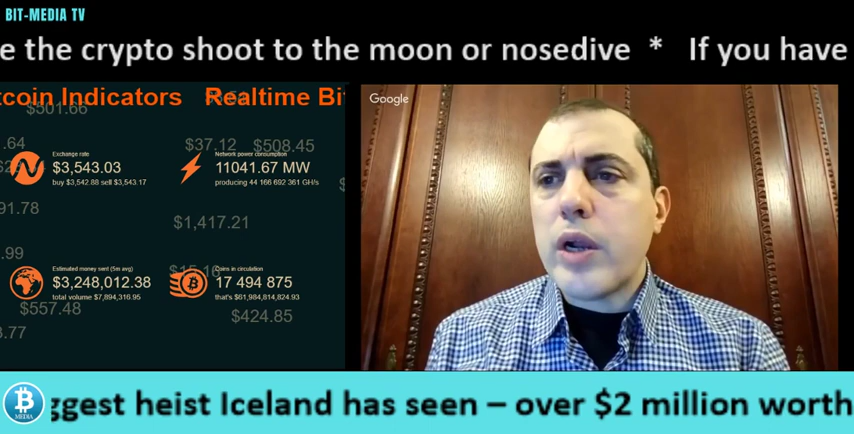 BIT-MEDIA TV
e the crypto shoot to the moon or nosedive * If you have
tcoin Indicators Realtime Bi
$501.66
Google
.64
$37.12 $508.45
Exchange rate
$3,543.03
buy $3,542.88 sell $3,543.17
Network power consumption
11041.67 MW
producing 44 166 692 361 GH/s
91.78
$1,417.21
.99
Estimated money sent (5m avg)
$3,248,012.38
total volume $7,894,316.95
Coins in circulation
17 494 875
that's $61,984,814,824.93
$557.48
$424.85
3.77
B
MEDIA
ggest heist Iceland has seen – over $2 million worth